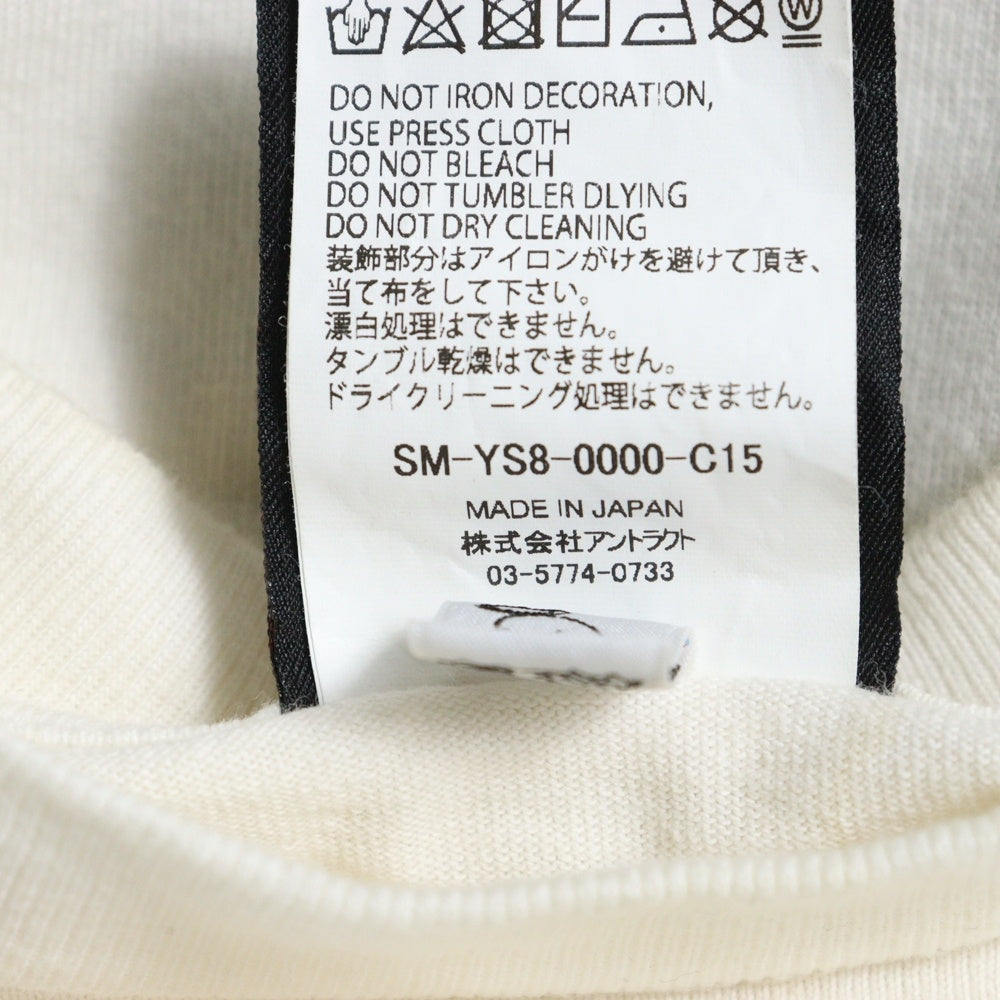 W
DO NOT IRON DECORATION,
USE PRESS CLOTH
DO NOT BLEACH
DO NOT TUMBLER DLYING
DO NOT DRY CLEANING
装飾部分はアイロンがけを避けて頂き、
当て布をして下さい。
漂白処理はできません。
タンブル乾燥はできません。
ドライクリーニング処理はできません。
SM-YS8-0000-C15
MADE IN JAPAN
株式会社アントラクト
03-5774-0733